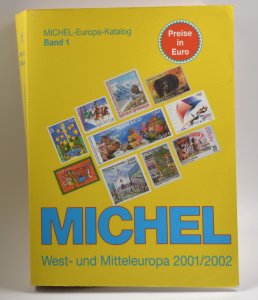 MICHEL-Europa-Katalog
Band 1
Preise
in
Euro
MICHEL
West- und Mitteleuropa 2001/2002